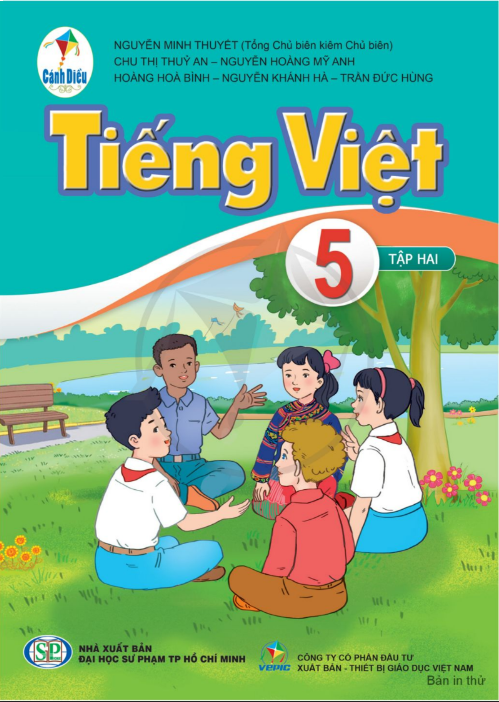 Cánh Diều
NGUYỄN MINH THUYẾT (Tổng Chủ biên kiêm Chủ biên)
CHU THỊ THUỶ AN – NGUYỄN HOÀNG MỸ ANH
HOÀNG HOÀ BÌNH – NGUYỄN KHÁNH HÀ – TRẦN ĐỨC HÙNG
Tiếng Việt
5
TẬP HAI
SP
NHÀ XUẤT BẢN
ĐẠI HỌC SƯ PHẠM TP HỒ CHÍ MINH
VEPIC
CÔNG TY CỔ PHẦN ĐẦU TƯ
XUẤT BẢN – THIẾT BỊ GIÁO DỤC VIỆT NAM
Bản in thử